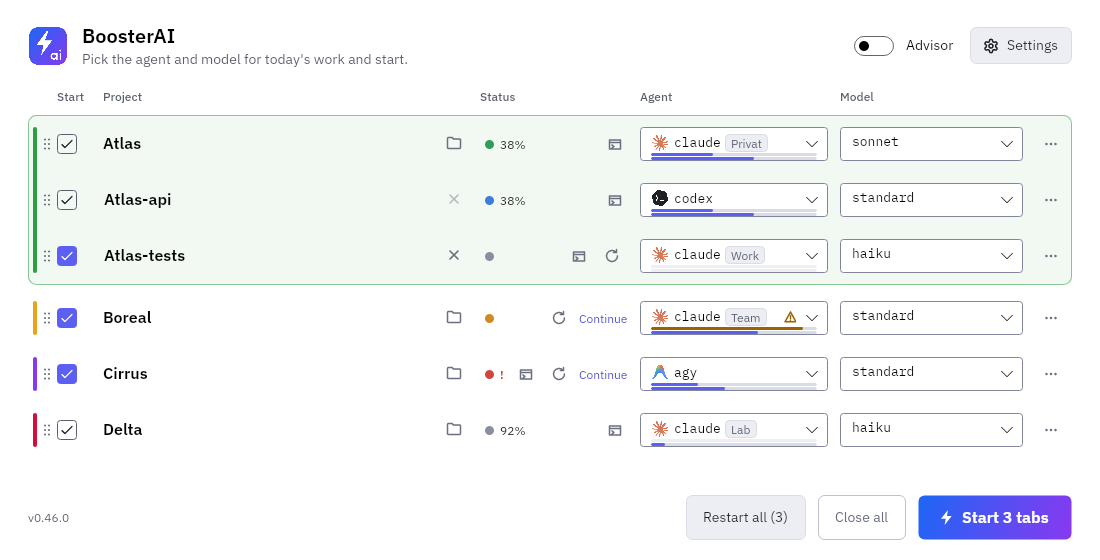 ai
BoosterAI
Pick the agent and model for today's work and start.
Advisor
Settings
Start Project Status Agent Model
Atlas 38% claude Privat sonnet
Atlas-api 38% codex standard
Atlas-tests claude Work haiku
Boreal Continue claude Team standard
Cirrus ! Continue agy standard
Delta 92% claude Lab haiku
v0.46.0
Restart all (3)
Close all
Start 3 tabs